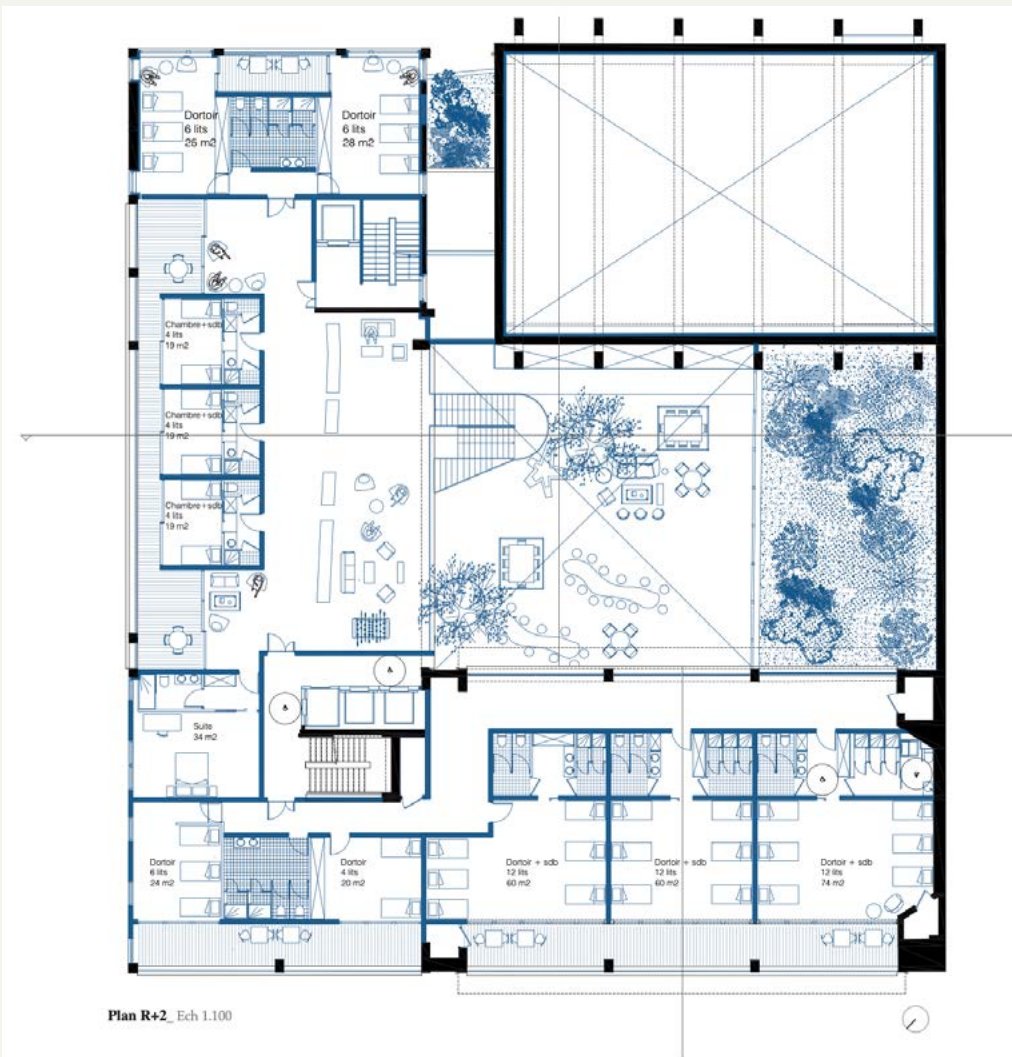 Dortoir
6 lits
25 m2
Dortoir
6 lits
28 m2
Chambre+sdb
4 lits
19 m2
Chambre+sdb
4 lits
19 m2
Chambre+sdb
4 lits
19 m2
Suite
34 m2
Dortoir
6 lits
24 m2
Dortoir
4 lits
20 m2
Dortoir + sdb
12 lits
60 m2
Dortoir + sdb
12 lits
60 m2
Dortoir + sdb
12 lits
74 m2
Plan R+2_ Ech 1.100